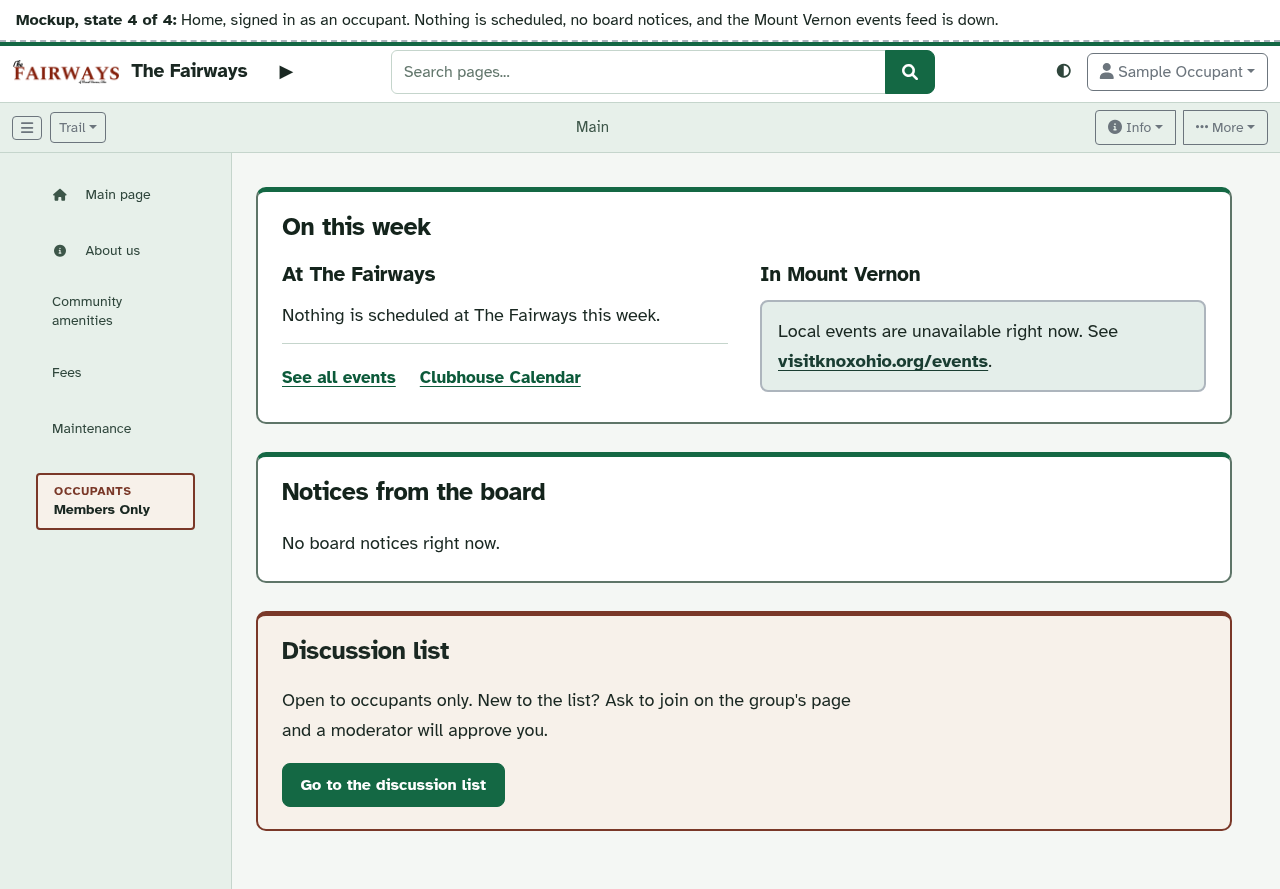 Mockup, state 4 of 4: Home, signed in as an occupant. Nothing is scheduled, no board notices, and the Mount Vernon events feed is down.
The FAIRWAYS
The Fairways
Search pages...
Sample Occupant
Trail
Main
Info
More
Main page
About us
Community
amenities
Fees
Maintenance
OCCUPANTS
Members Only
On this week
At The Fairways
Nothing is scheduled at The Fairways this week.
See all events
Clubhouse Calendar
In Mount Vernon
Local events are unavailable right now. See
visitknoxohio.org/events.
Notices from the board
No board notices right now.
Discussion list
Open to occupants only. New to the list? Ask to join on the group's page
and a moderator will approve you.
Go to the discussion list